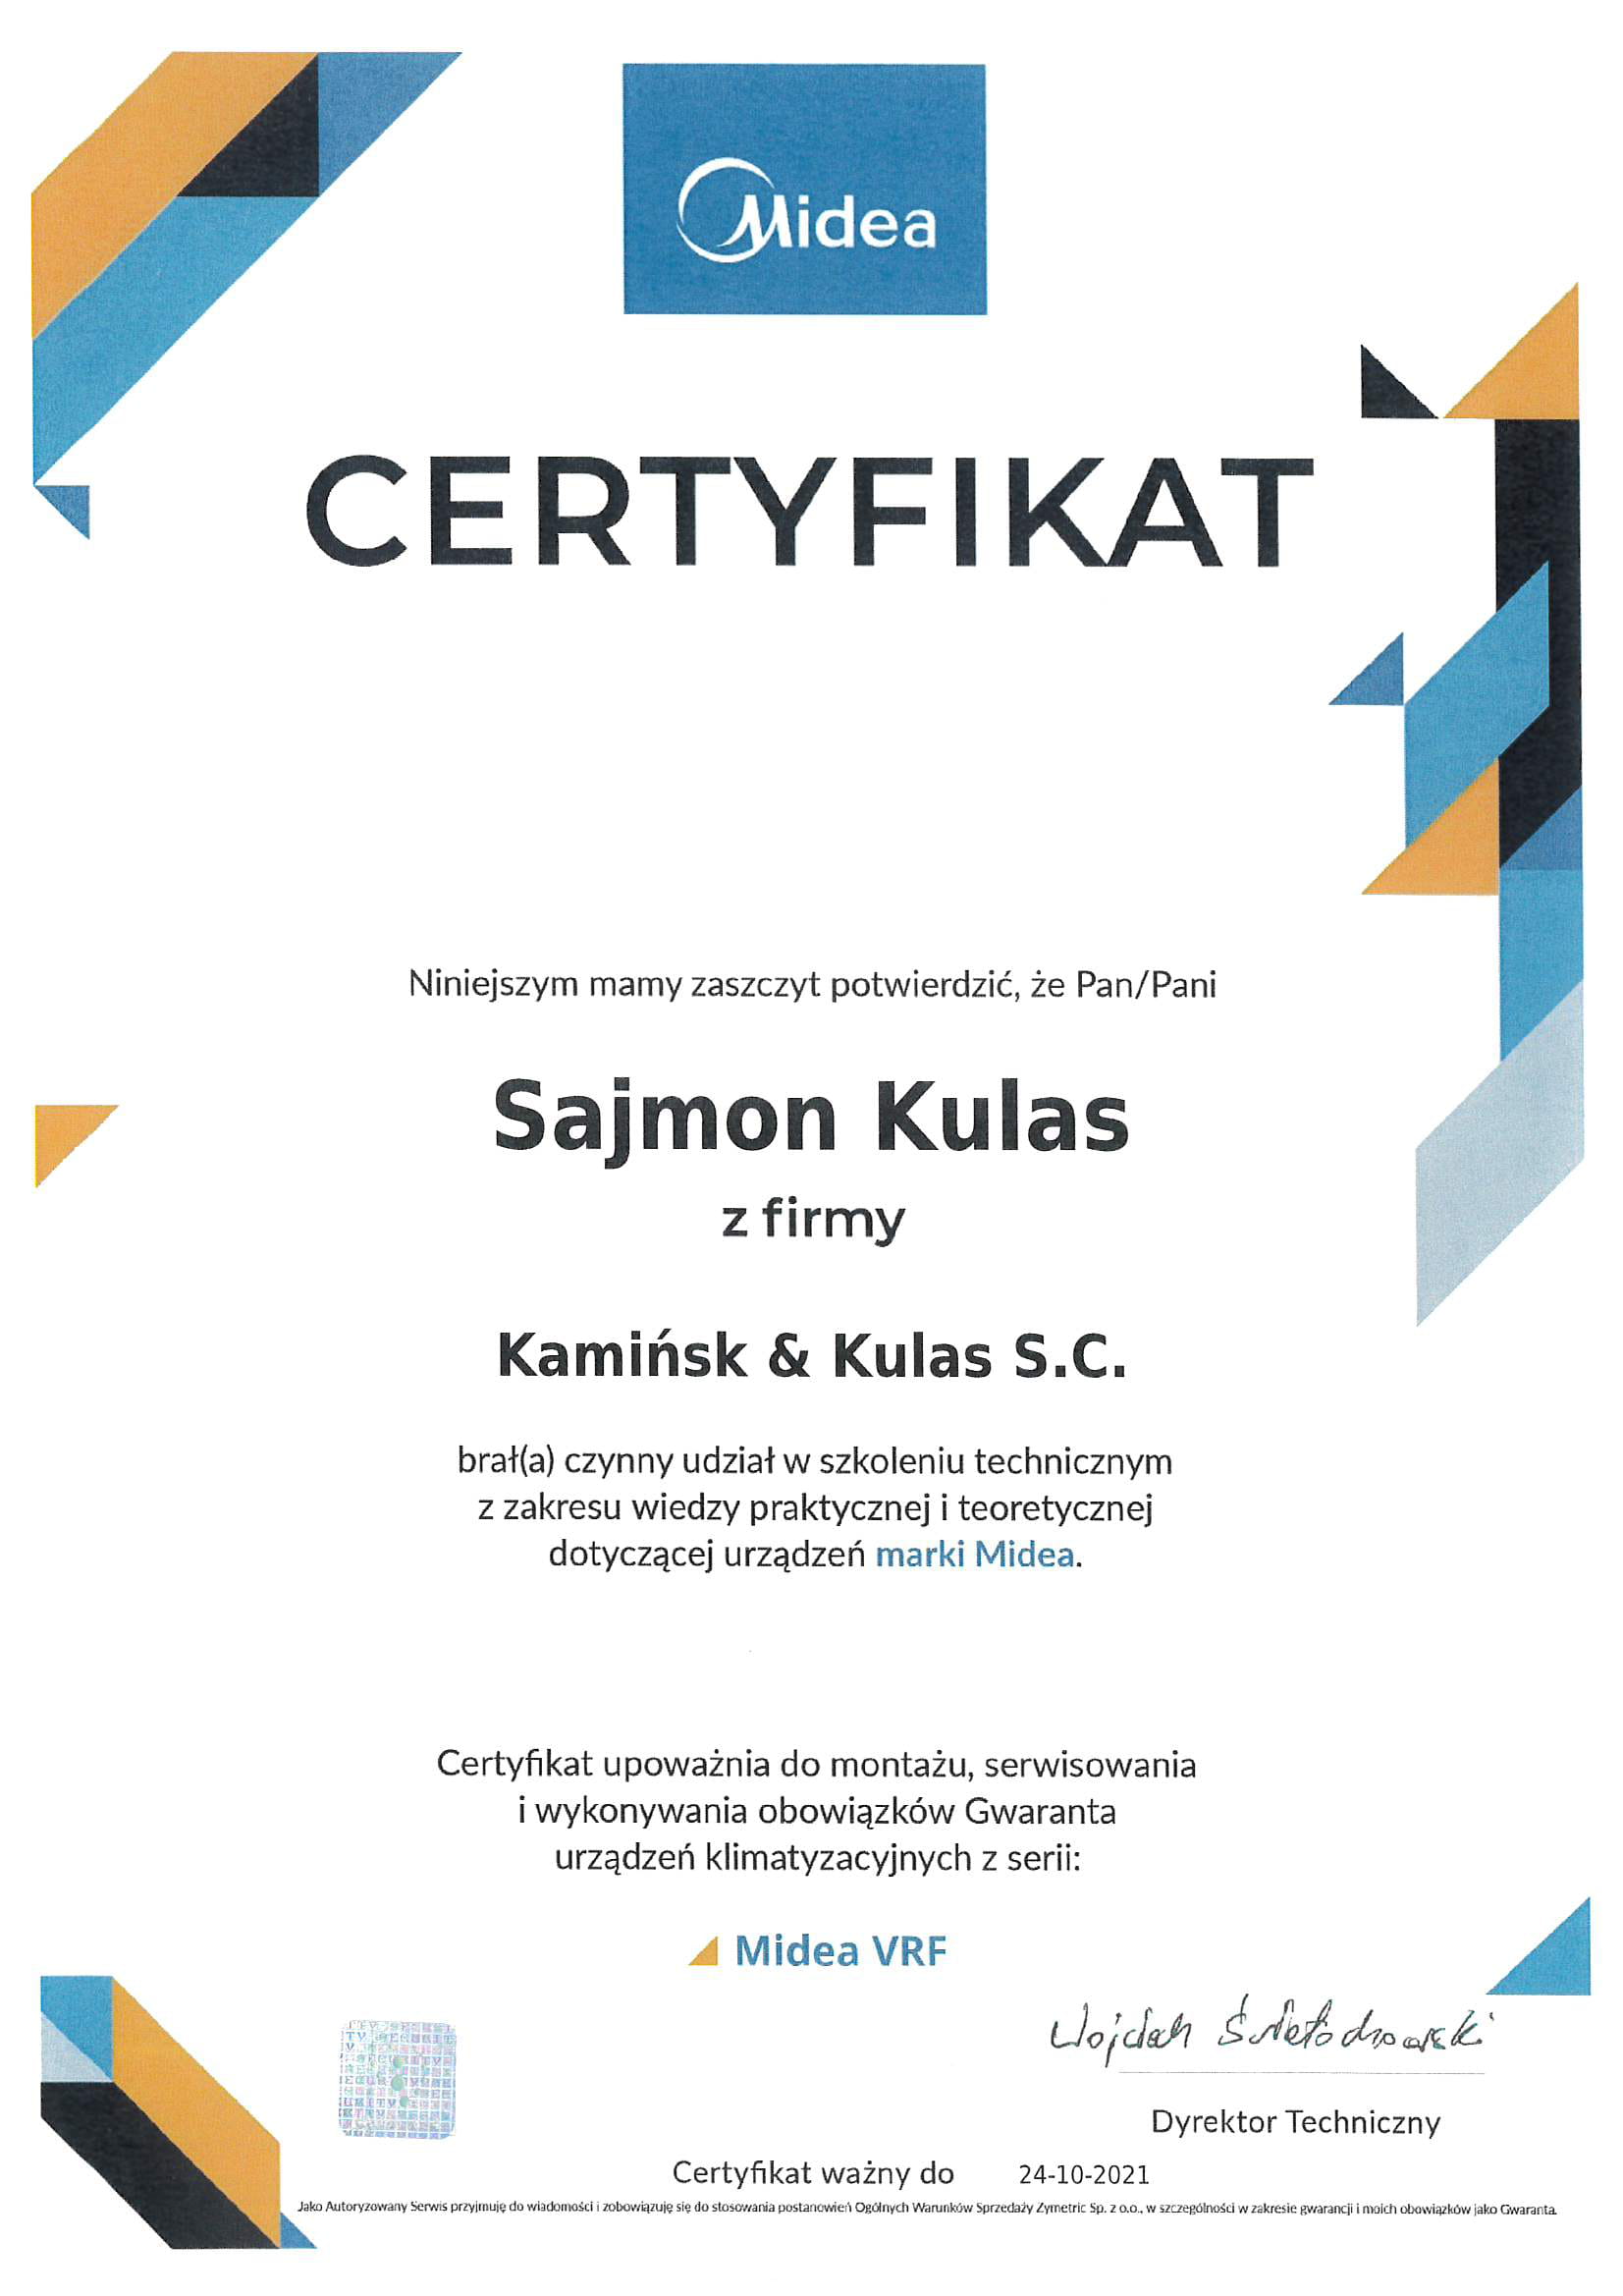 Midea
CERTYFIKAT
Niniejszym mamy zaszczyt potwierdzić, że Pan/Pani
Sajmon Kulas
z firmy
Kamińsk & Kulas S.C.
brał(a) czynny udział w szkoleniu technicznym
z zakresu wiedzy praktycznej i teoretycznej
dotyczącej urządzeń marki Midea.
Certyfikat upoważnia do montażu, serwisowania
i wykonywania obowiązków Gwaranta
urządzeń klimatyzacyjnych z serii:
Midea VRF
Wojciech
Dyrektor Techniczny
Certyfikat ważny do 24-10-2021
Jako Autoryzowany Serwis przyjmuję do wiadomości i zobowiązuję się do stosowania postanowień Ogólnych Warunków Sprzedaży Zymetric Sp. z o.o., w szczególności w zakresie gwarancji i moich obowiązków jako Gwaranta.